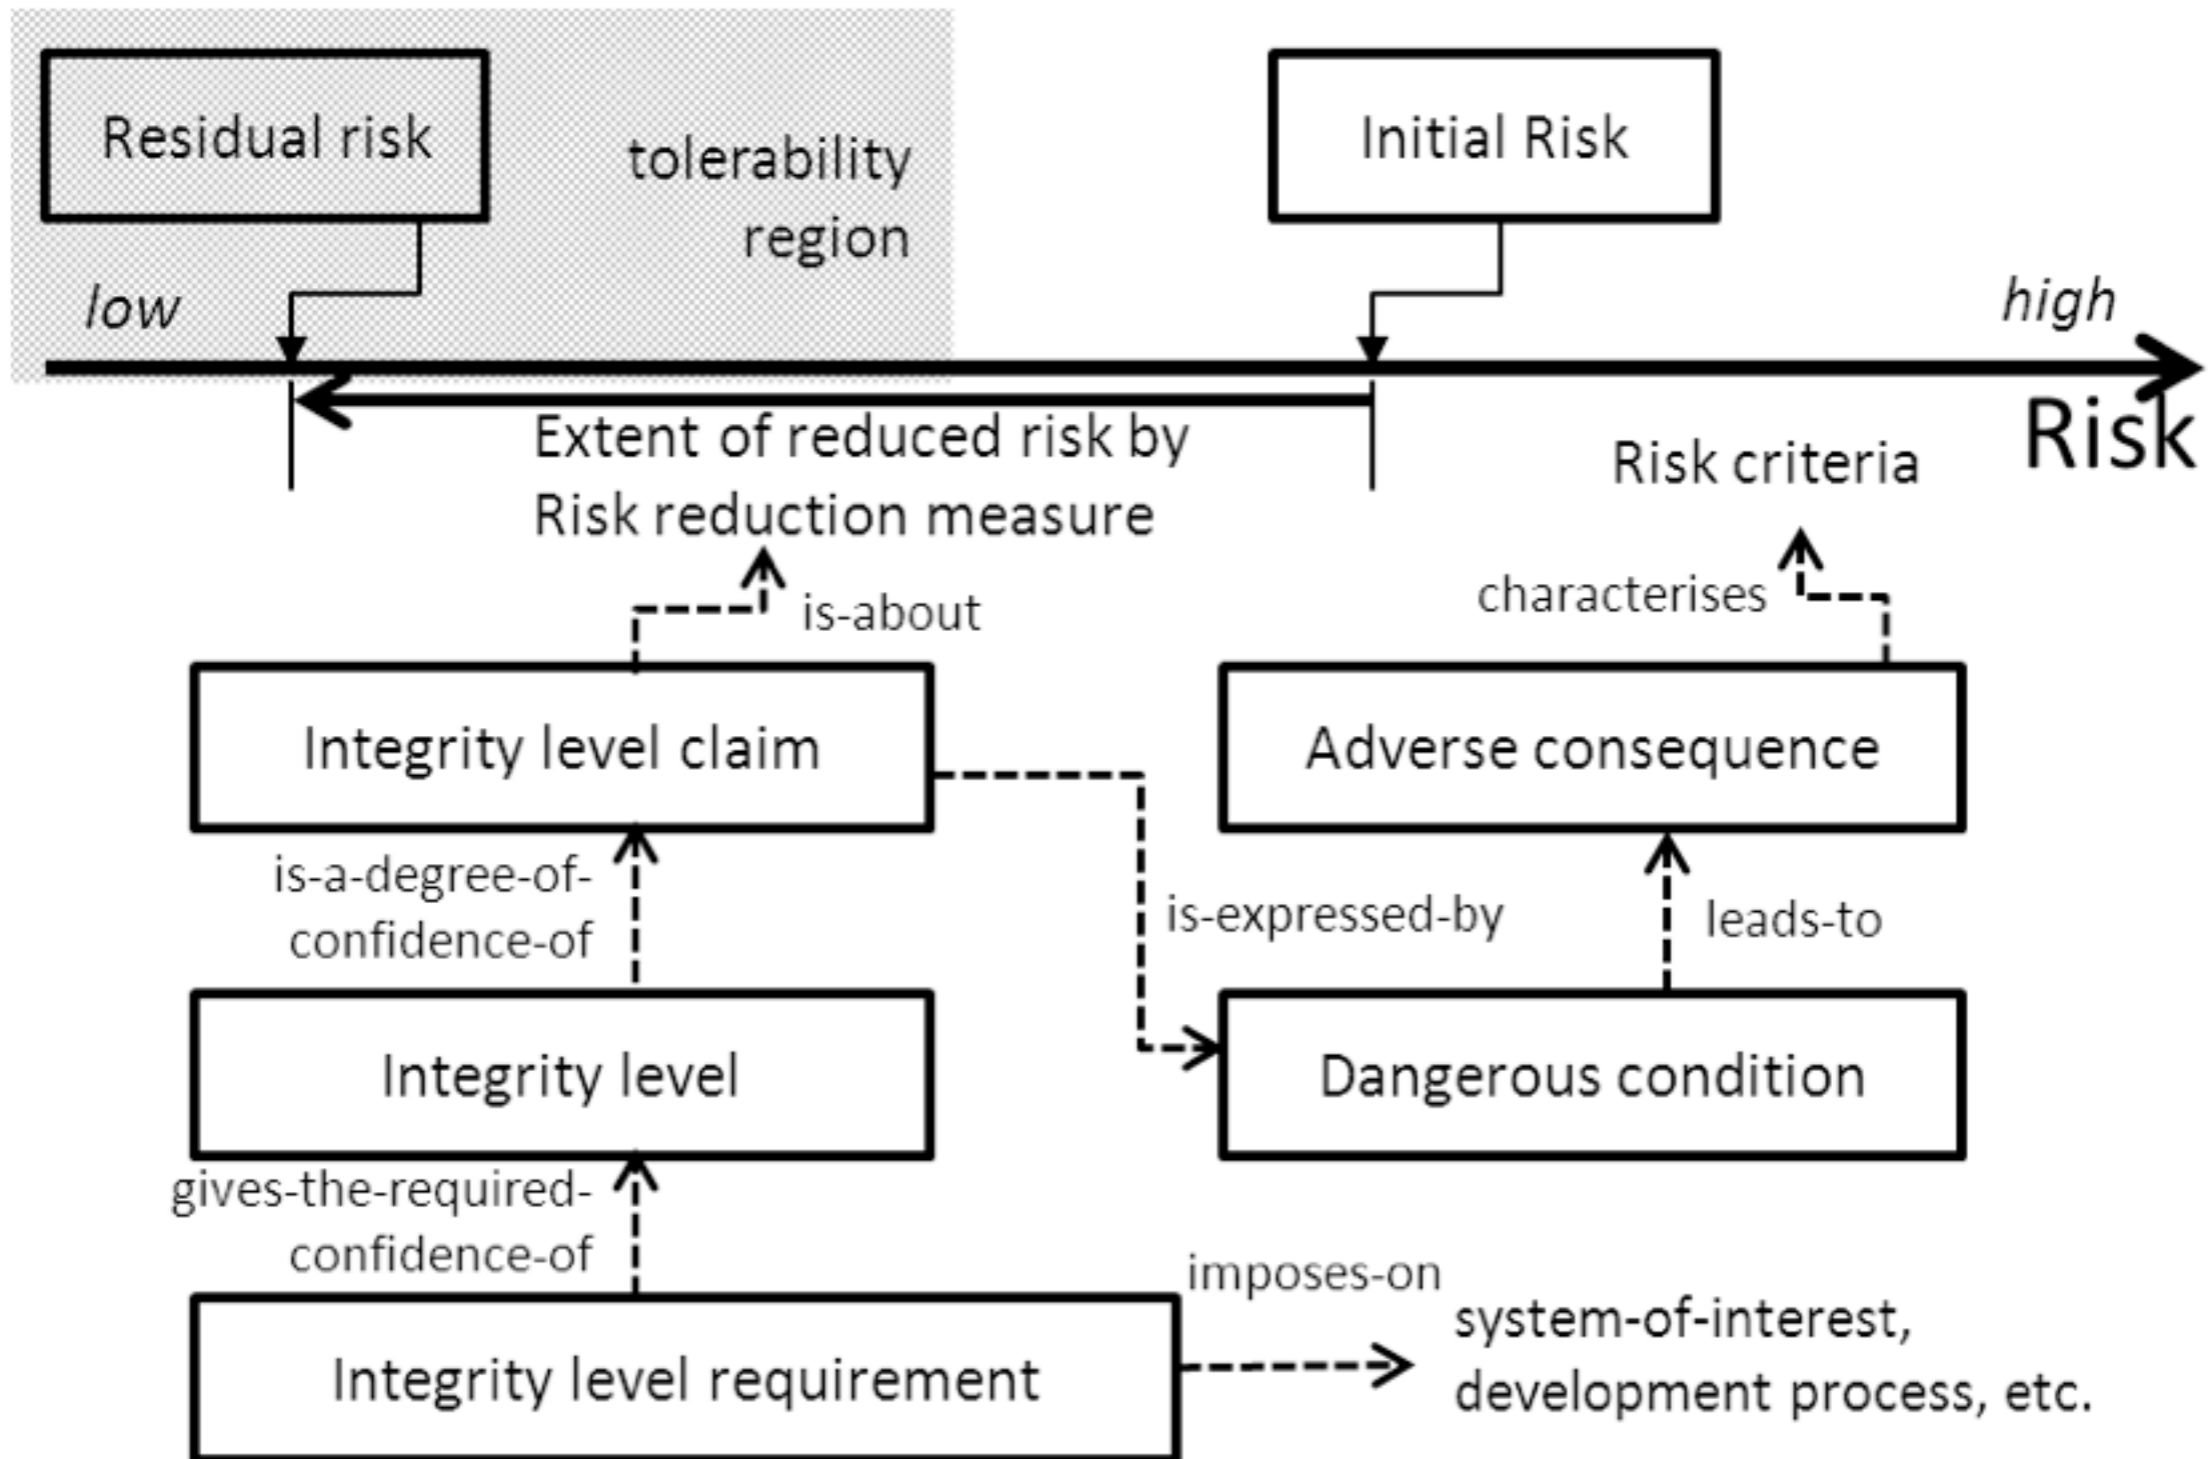 Residual risk
tolerability
region
Initial Risk
low
high
Risk
Extent of reduced risk by
Risk reduction measure
Risk criteria
is-about
characterises
Integrity level claim
Adverse consequence
is-a-degree-of-
confidence-of
is-expressed-by
leads-to
Integrity level
Dangerous condition
gives-the-required-
confidence-of
imposes-on
Integrity level requirement
system-of-interest,
development process, etc.